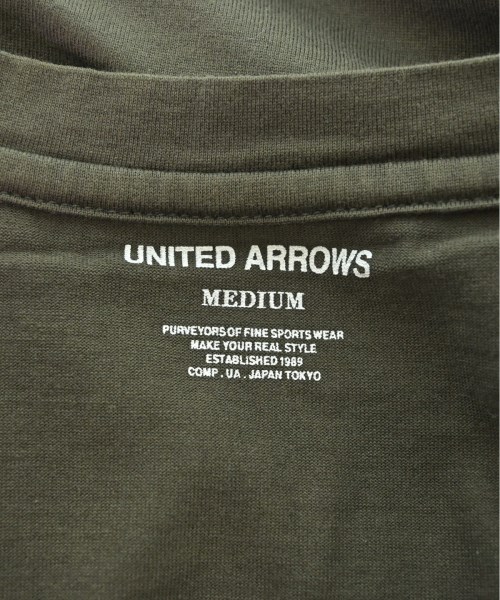 UNITED ARROWS
MEDIUM
PURVEYORS OF FINE SPORTS WEAR
MAKE YOUR REAL STYLE
ESTABLISHED 1989
COMP . UA . JAPAN TOKYO